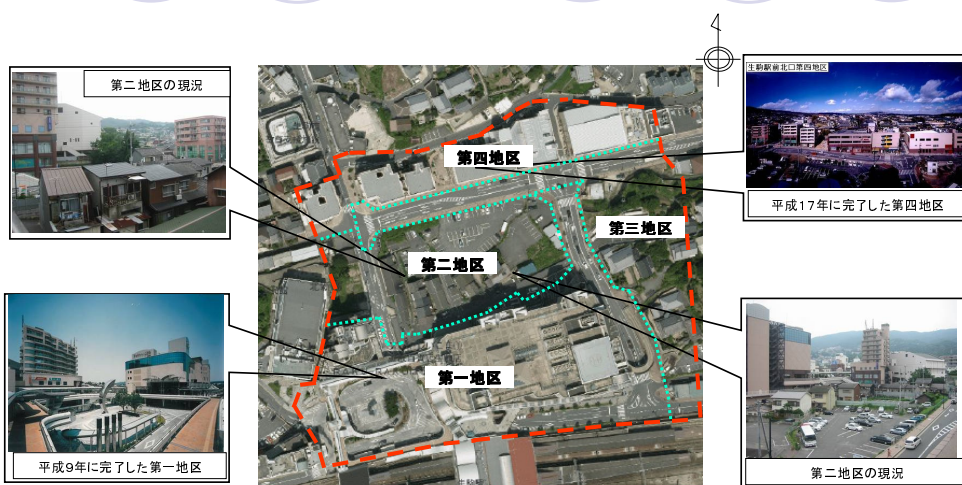 第二地区の現況
生駒駅前北口第四地区
平成17年に完了した第四地区
第四地区
第三地区
第二地区
第一地区
平成9年に完了した第一地区
第二地区の現況
生駒駅